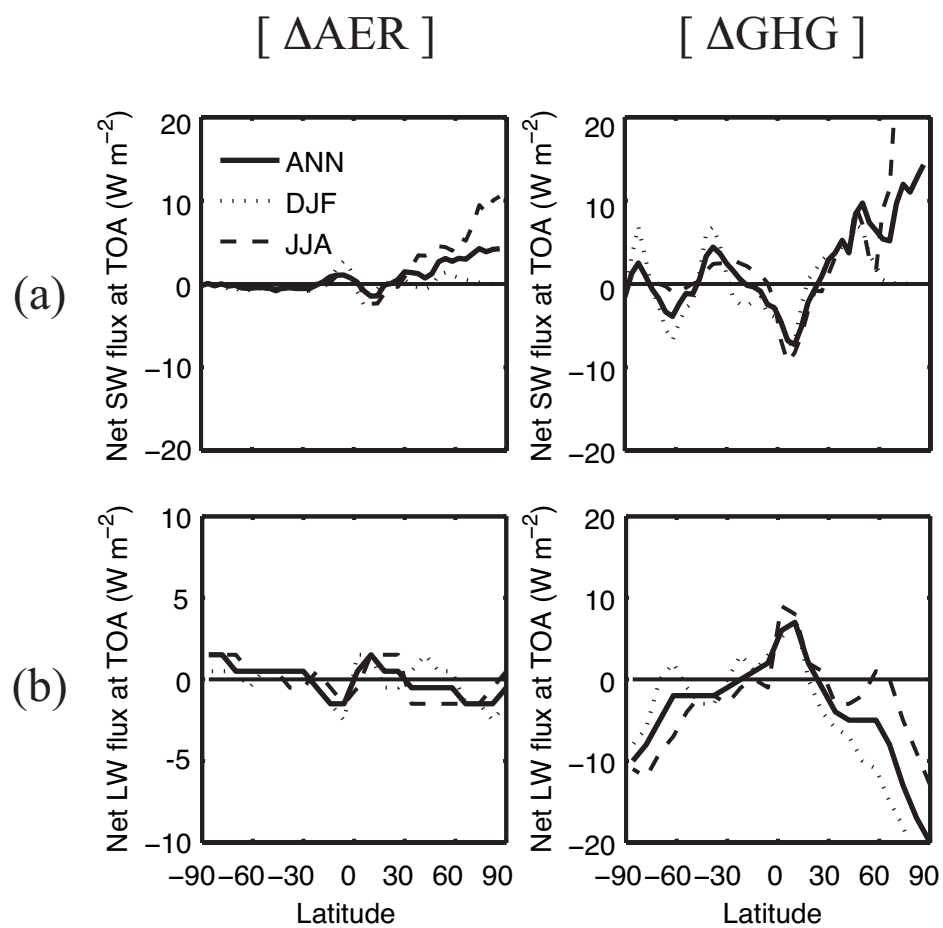 [ ΔAER ]
[ ΔGHG ]
(a)
Net SW flux at TOA (W m⁻²)
20
10
0
−10
−20
ANN
DJF
JJA
Net SW flux at TOA (W m⁻²)
20
10
0
−10
−20
(b)
Net LW flux at TOA (W m⁻²)
10
5
0
-5
−10
−90 −60 −30 0 30 60 90
Latitude
Net LW flux at TOA (W m⁻²)
20
10
0
−10
−20
−90 −60 −30 0 30 60 90
Latitude